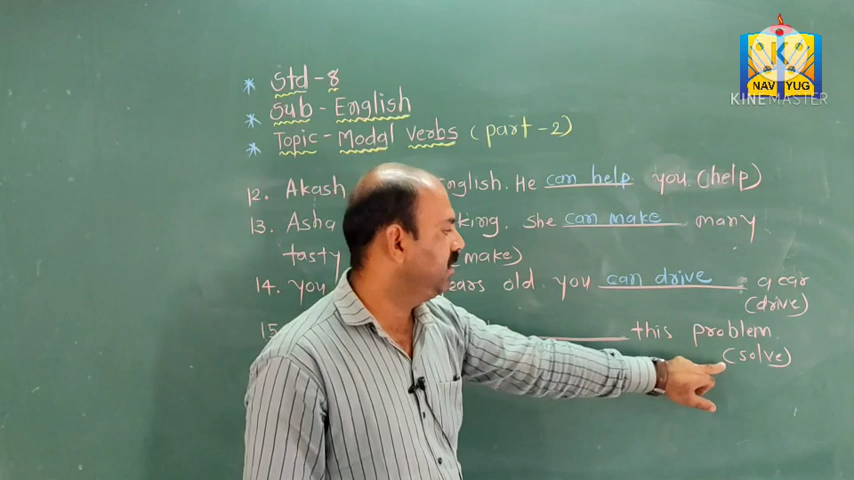 * Std - 8
* Sub - English
* Topic - Modal verbs (part - 2)
12. Akash English. He can help you (help)
13. Asha king. She can make many
tasty make)
14. You years old. you can drive a car
(drive)
15. this problem
(solve)
NAV YUG
KINEMASTER